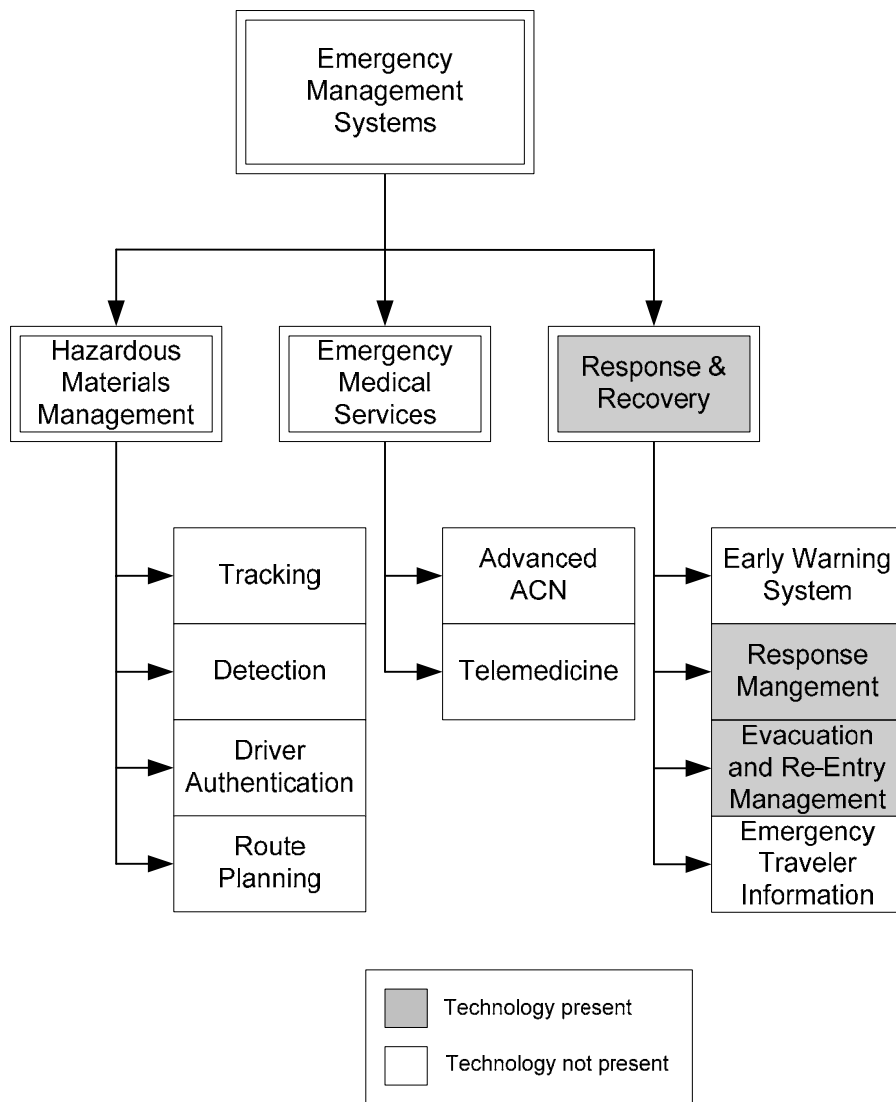 Emergency
Management
Systems
Hazardous
Materials
Management
Emergency
Medical
Services
Response &
Recovery
Tracking
Detection
Driver
Authentication
Route
Planning
Advanced
ACN
Telemedicine
Early Warning
System
Response
Mangement
Evacuation
and Re-Entry
Management
Emergency
Traveler
Information
Technology present
Technology not present